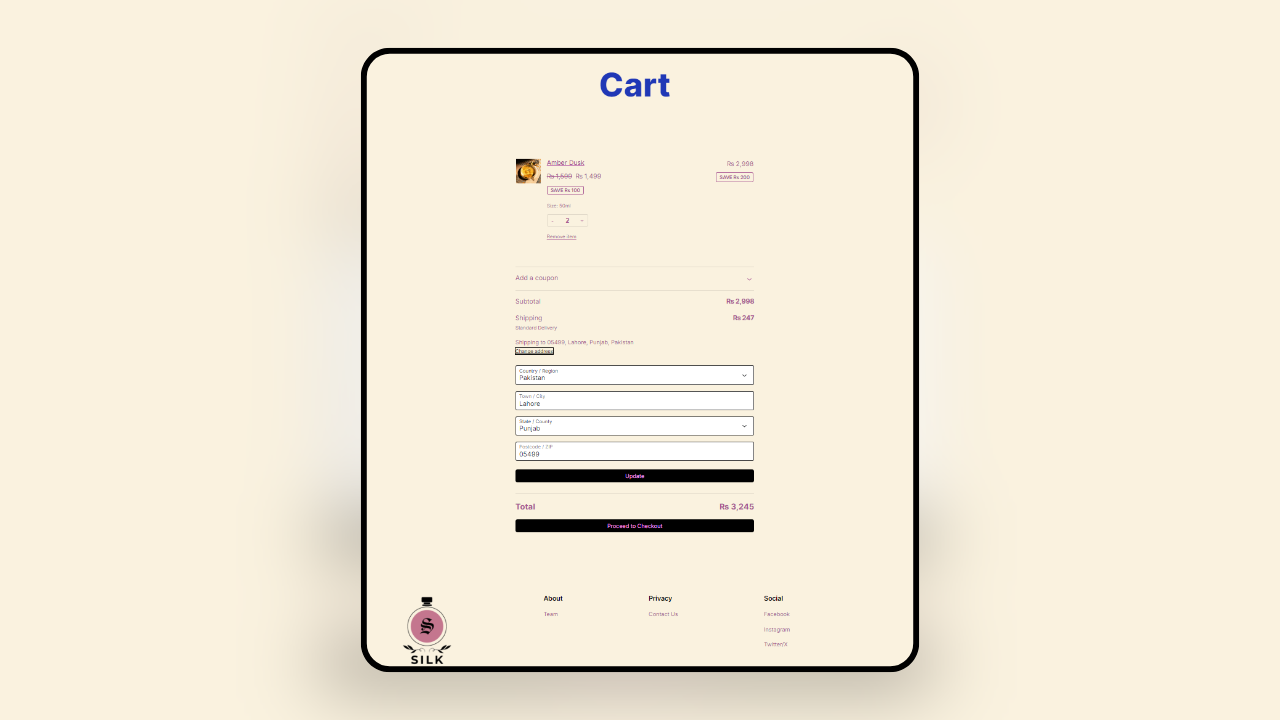 Cart
Amber Dusk
Rs 2,998
Rs 1,599 Rs 1,499
SAVE Rs 200
SAVE Rs 100
Size: 50ml
- 2 +
Remove item
Add a coupon
Subtotal Rs 2,998
Shipping Rs 247
Standard Delivery
Shipping to 05499, Lahore, Punjab, Pakistan
Change address
Country / Region
Pakistan
Town / City
Lahore
State / County
Punjab
Postcode / ZIP
05499
Update
Total Rs 3,245
Proceed to Checkout
About Privacy Social
Team Contact Us Facebook
Instagram
Twitter/X
S
SILK